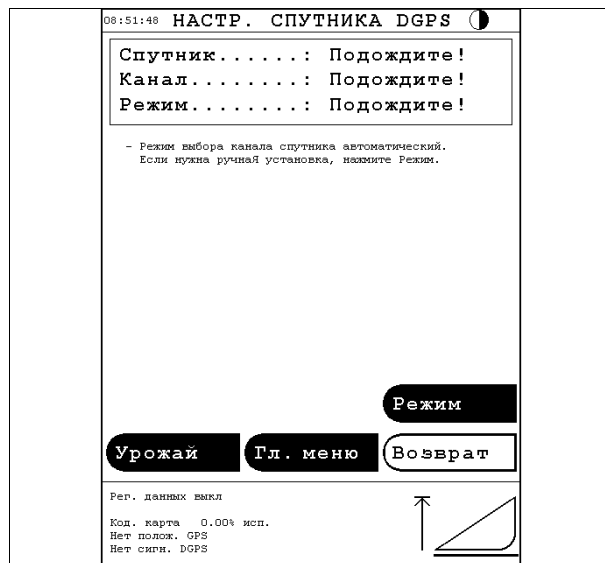 08:51:48 НАСТР. СПУТНИКА DGPS
Спутник......: Подождите!
Канал........: Подождите!
Режим........: Подождите!
- Режим выбора канала спутника автоматический.
Если нужна ручнаЯ установка, нажмите Режим.
Режим
Урожай Гл. меню Возврат
Рег. данных выкл
Код. карта 0.00% исп.
Нет полож. GPS
Нет сигн. DGPS